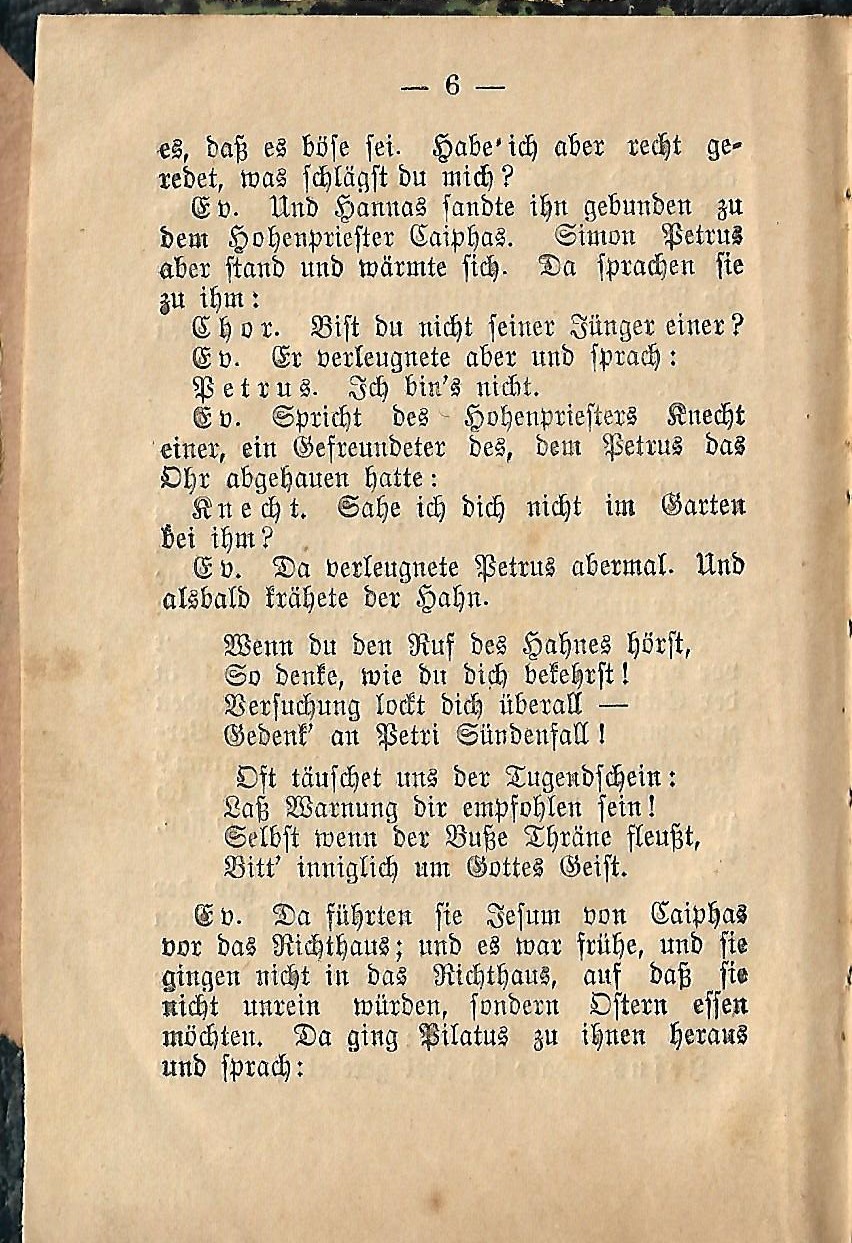 — 6 —
es, daß es böse sei. Habe ich aber recht ge-
redet, was schlägst du mich?
Ev. Und Hannas sandte ihn gebunden zu
dem Hohenpriester Caiphas. Simon Petrus
aber stand und wärmte sich. Da sprachen sie
zu ihm:
Chor. Bist du nicht seiner Jünger einer?
Ev. Er verleugnete aber und sprach:
Petrus. Ich bin's nicht.
Ev. Spricht des Hohenpriesters Knecht
einer, ein Gefreundeter des, dem Petrus das
Ohr abgehauen hatte:
Knecht. Sahe ich dich nicht im Garten
bei ihm?
Ev. Da verleugnete Petrus abermal. Und
alsbald krähete der Hahn.
Wenn du den Ruf des Hahnes hörst,
So denke, wie du dich bekehrst!
Versuchung lockt dich überall —
Gedenk' an Petri Sündenfall!
Oft täuschet uns der Tugendschein:
Laß Warnung dir empfohlen sein!
Selbst wenn der Buße Thräne fleußt,
Bitt' inniglich um Gottes Geist.
Ev. Da führten sie Jesum von Caiphas
vor das Richthaus; und es war frühe, und sie
gingen nicht in das Richthaus, auf daß sie
nicht unrein würden, sondern Ostern essen
möchten. Da ging Pilatus zu ihnen heraus
und sprach: